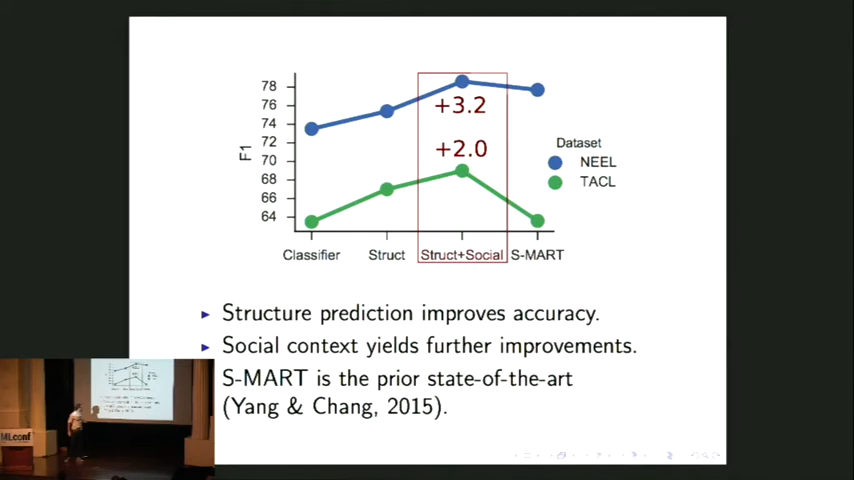 78
76
74
72
70
68
66
64
F1
+3.2
+2.0
Dataset
NEEL
TACL
Classifier
Struct
Struct+Social
S-MART
Structure prediction improves accuracy.
Social context yields further improvements.
S-MART is the prior state-of-the-art
(Yang & Chang, 2015).
MLconf